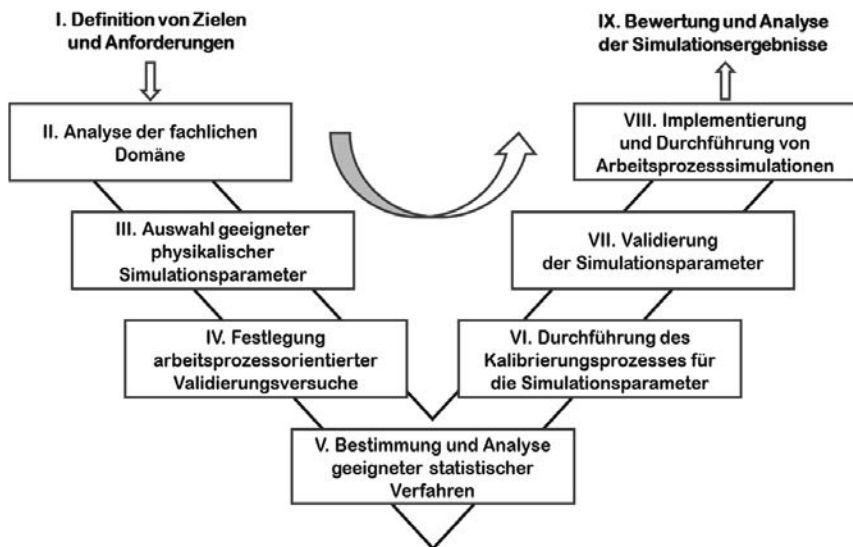 I. Definition von Zielen
und Anforderungen
II. Analyse der fachlichen
Domäne
III. Auswahl geeigneter
physikalischer
Simulationsparameter
IV. Festlegung
arbeitsprozessorientierter
Validierungsversuche
V. Bestimmung und Analyse
geeigneter statistischer
Verfahren
VI. Durchführung des
Kalibrierungsprozesses für
die Simulationsparameter
VII. Validierung
der Simulationsparameter
VIII. Implementierung
und Durchführung von
Arbeitsprozesssimulationen
IX. Bewertung und Analyse
der Simulationsergebnisse